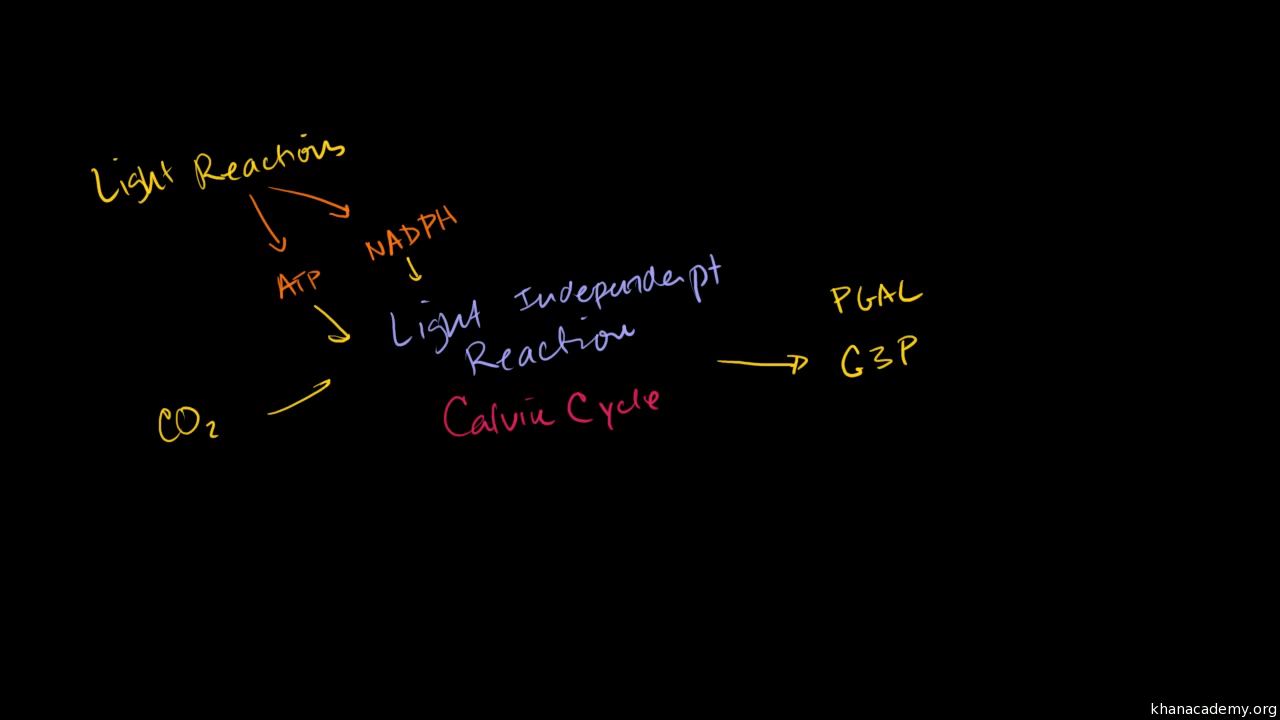 Light Reactions
NADPH
ATP
Light Independent
Reaction
PGAL
G3P
Calvin Cycle
CO2
khanacademy.org